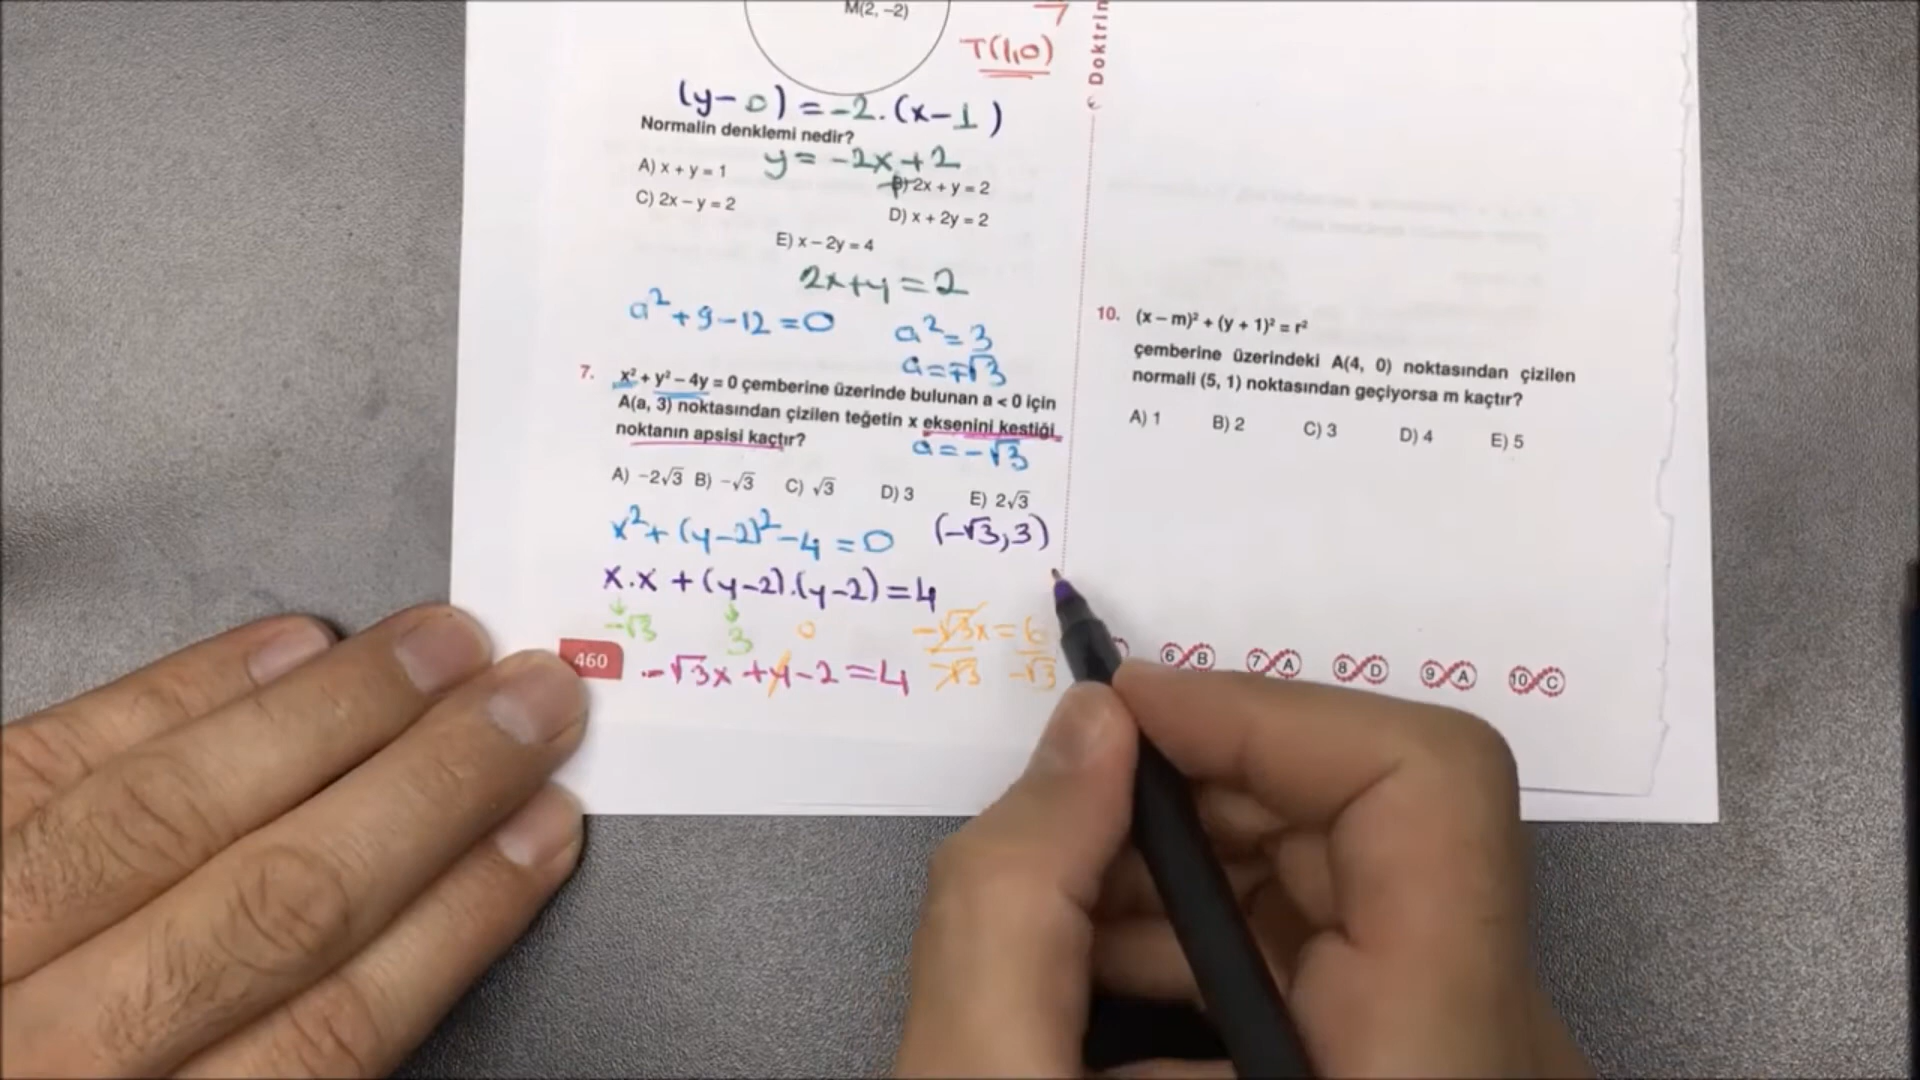 M(2, −2)
T(1,0)
Doktrin
(y−0) = −2.(x−1)
Normalin denklemi nedir?
y = −2x+2
A) x + y = 1
B) 2x + y = 2
C) 2x − y = 2
D) x + 2y = 2
E) x − 2y = 4
2x+y = 2
a²+9−12=0
a²=3
a=∓√3
7. x² + y² − 4y = 0 çemberine üzerinde bulunan a < 0 için
A(a, 3) noktasından çizilen teğetin x eksenini kestiği
noktanın apsisi kaçtır?
a=−√3
A) −2√3 B) −√3 C) √3 D) 3 E) 2√3
x²+(y−2)²−4=0
(−√3,3)
x.x+(y−2).(y−2)=4
−√3 3 0
−√3x=6
−√3x+y−2=4
−√3 −√3
460
10. (x − m)² + (y + 1)² = r²
çemberine üzerindeki A(4, 0) noktasından çizilen
normali (5, 1) noktasından geçiyorsa m kaçtır?
A) 1 B) 2 C) 3 D) 4 E) 5
6 B 7 A 8 D 9 A 10 C